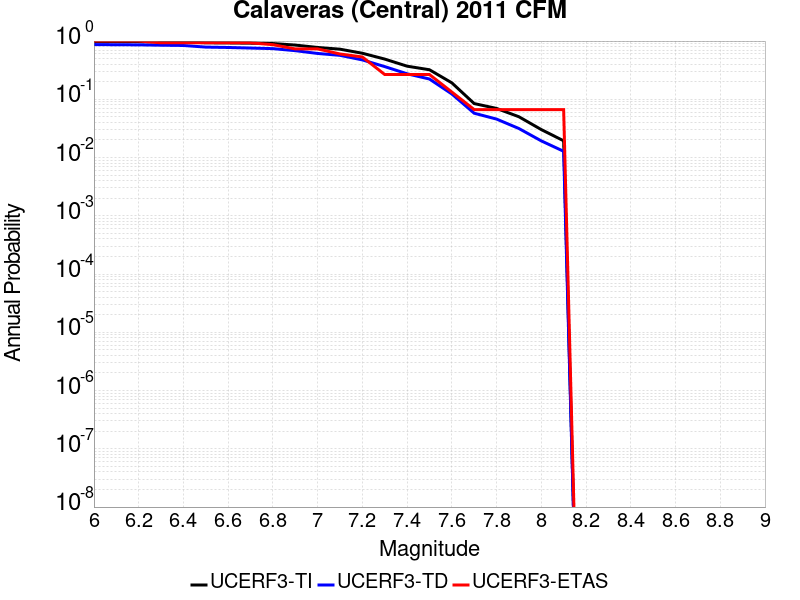 Calaveras (Central) 2011 CFM
Annual Probability
10^0
10^-1
10^-2
10^-3
10^-4
10^-5
10^-6
10^-7
10^-8
6 6.2 6.4 6.6 6.8 7 7.2 7.4 7.6 7.8 8 8.2 8.4 8.6 8.8 9
Magnitude
UCERF3-TI UCERF3-TD UCERF3-ETAS